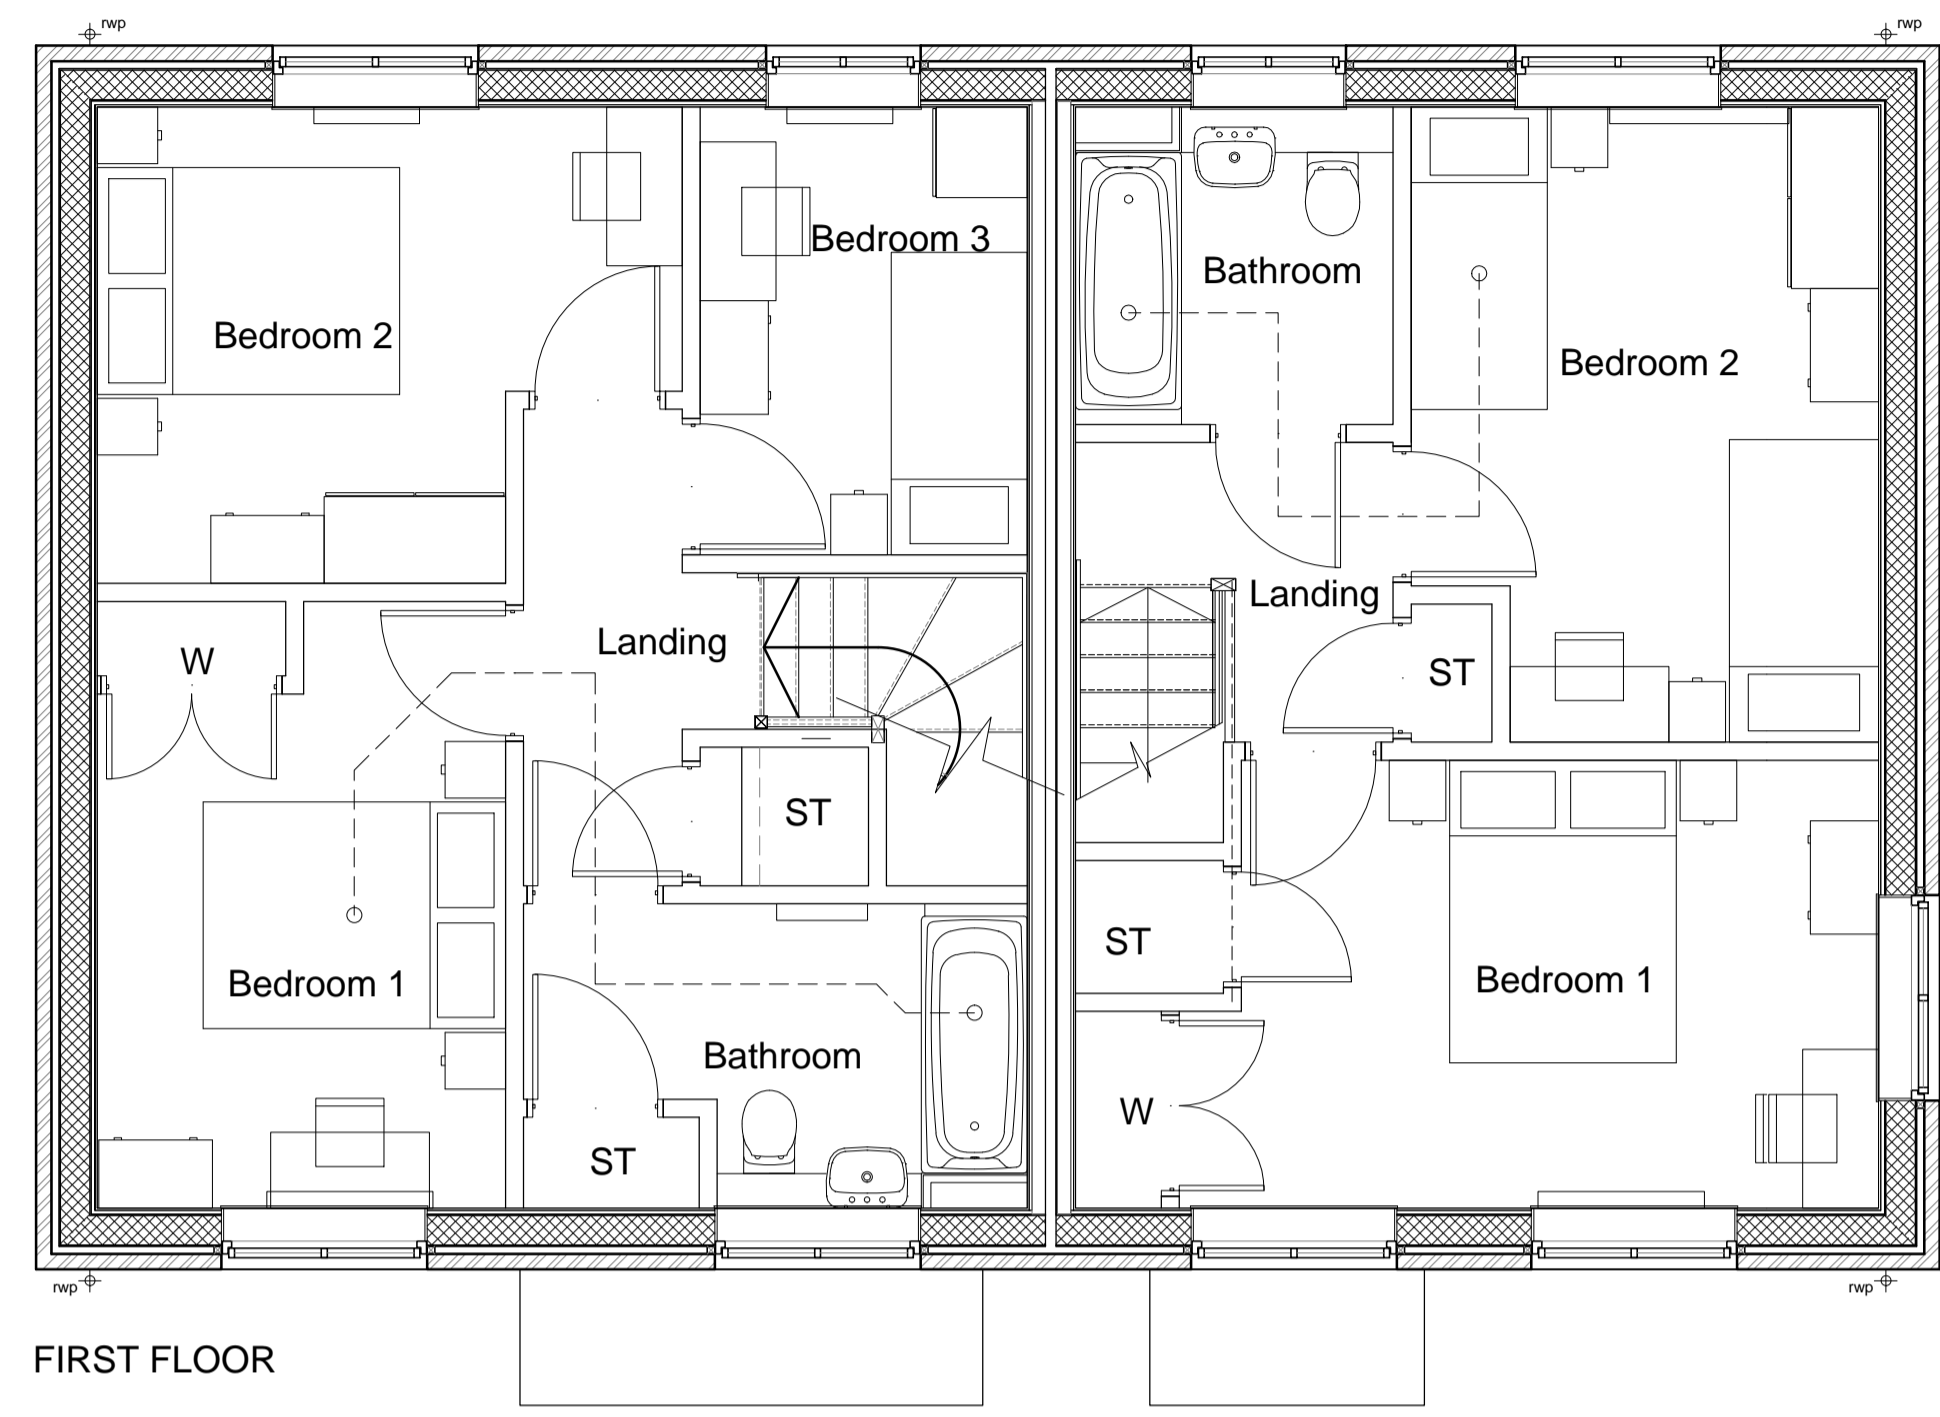 rwp
rwp
Bedroom 3
Bathroom
Bedroom 2
Bedroom 2
Landing
Landing
W
ST
ST
ST
Bedroom 1
Bedroom 1
Bathroom
W
ST
rwp
rwp
FIRST FLOOR